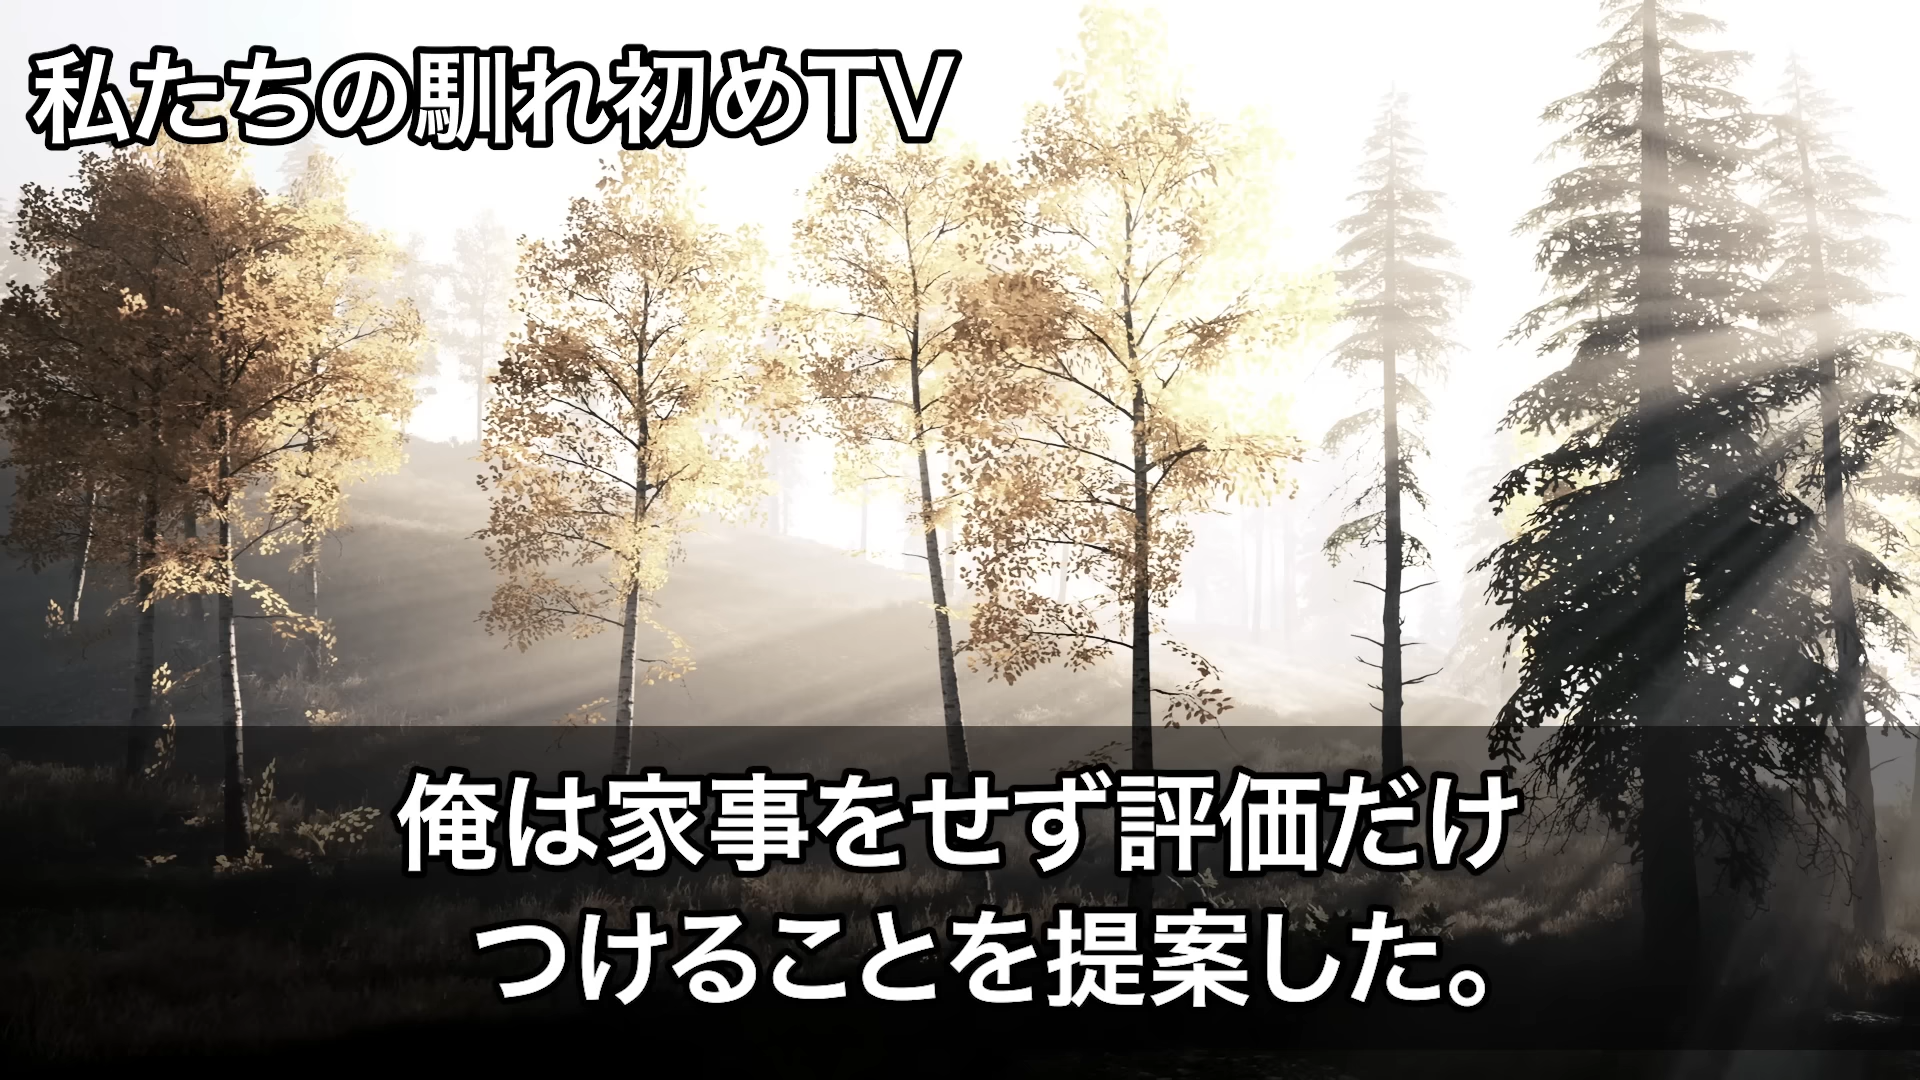 私たちの馴れ初めTV
俺は家事をせず評価だけ
つけることを提案した。